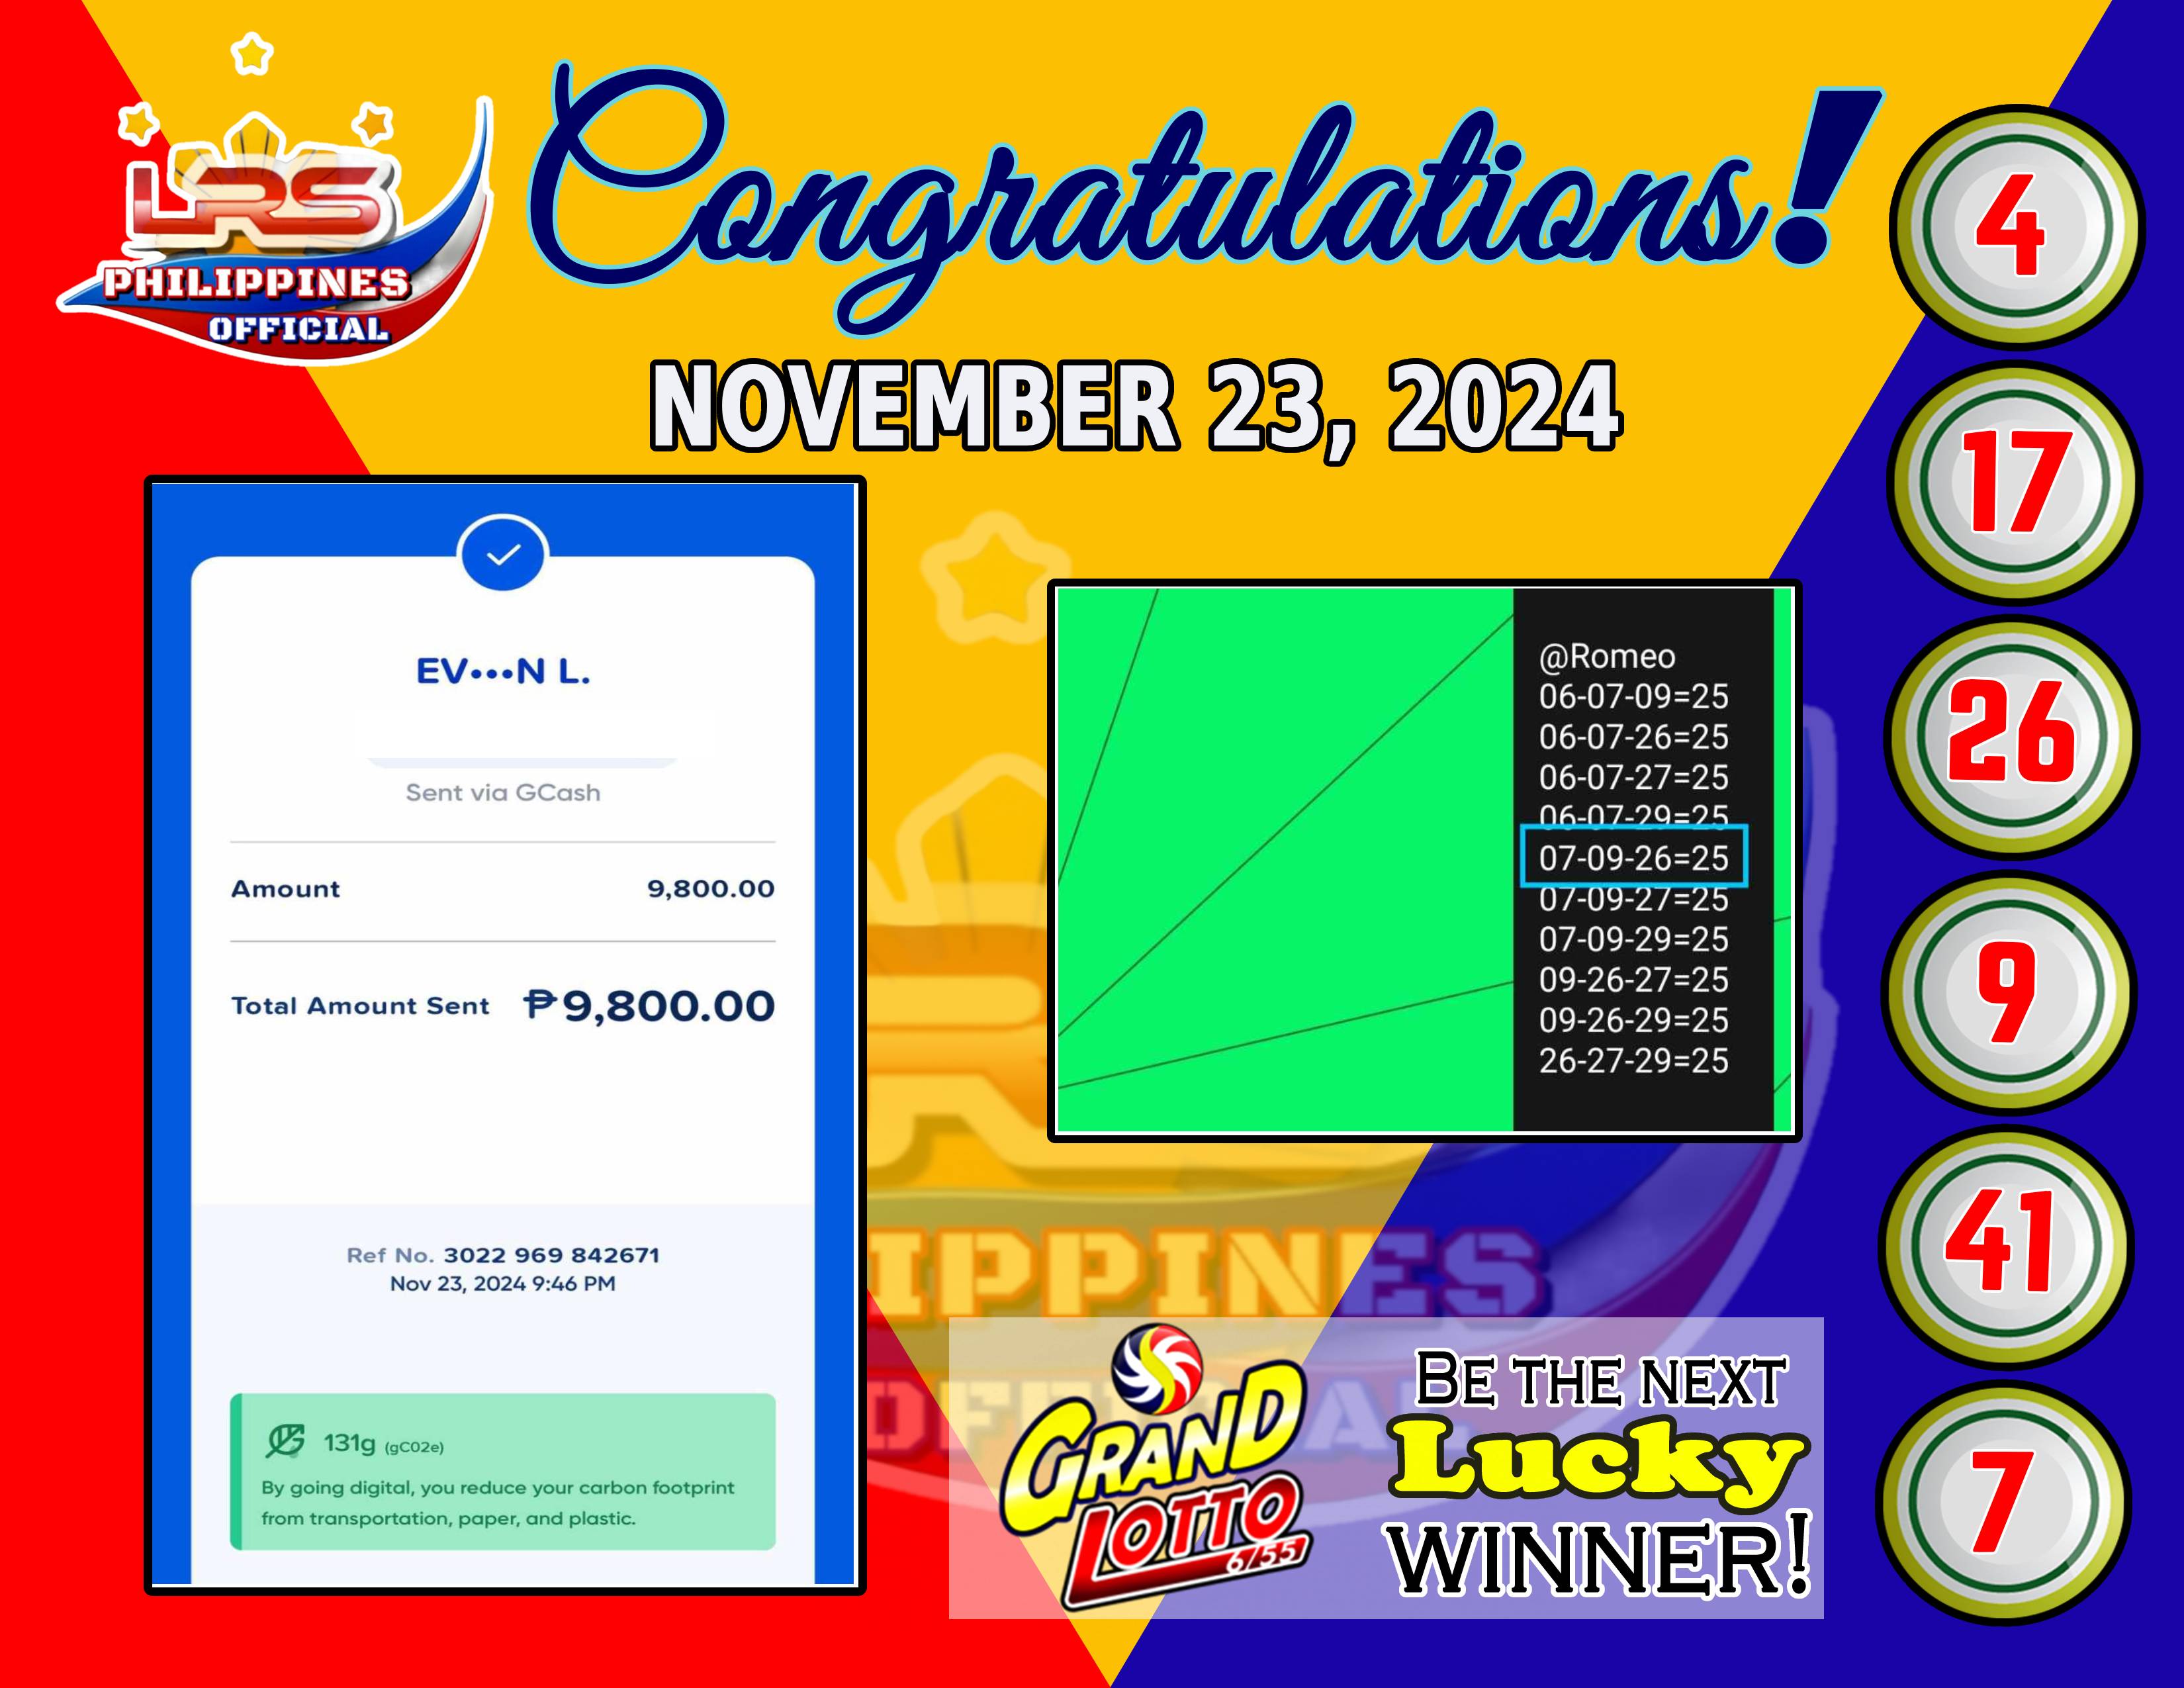 LRS
PHILIPPINES
OFFICIAL
Congratulations!
NOVEMBER 23, 2024
EV•••N L.
Sent via GCash
Amount 9,800.00
Total Amount Sent ₱9,800.00
Ref No. 3022 969 842671
Nov 23, 2024 9:46 PM
131g (gCO2e)
By going digital, you reduce your carbon footprint
from transportation, paper, and plastic.
@Romeo
06-07-09=25
06-07-26=25
06-07-27=25
06-07-29=25
07-09-26=25
07-09-27=25
07-09-29=25
09-26-27=25
09-26-29=25
26-27-29=25
IPPINES
GRAND
LOTTO
6/55
BE THE NEXT
Lucky
WINNER!
4
17
26
9
41
7